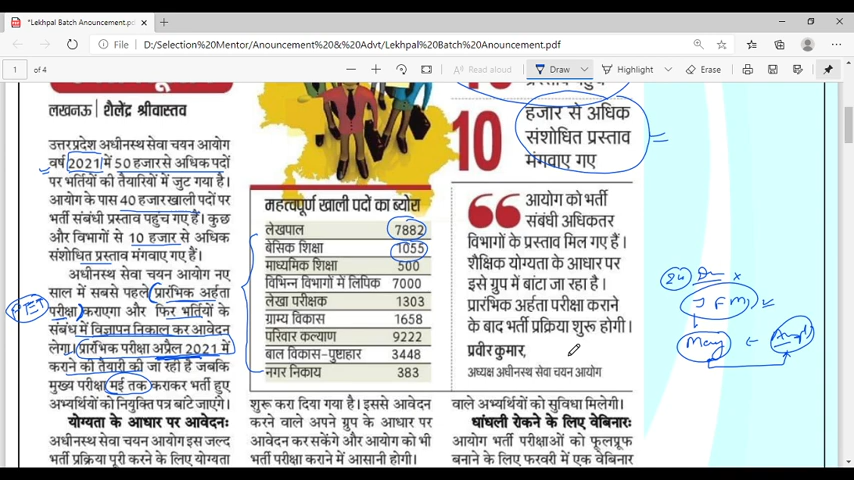 *Lekhpal Batch Anouncement.pdf
File
D:/Selection%20Mentor/Anouncement%20&%20Advt/Lekhpal%20Batch%20Anouncement.pdf
1 of 4
Read aloud
Draw
Highlight
Erase
लखनऊ | शैलेंद्र श्रीवास्तव
उत्तर प्रदेश अधीनस्थ सेवा चयन आयोग
वर्ष 2021 में 50 हजार से अधिक पदों
पर भर्तियों की तैयारियों में जुट गया है।
आयोग के पास 40 हजार खाली पदों पर
भर्ती संबंधी प्रस्ताव पहुंच गए हैं। कुछ
और विभागों से 10 हजार से अधिक
संशोधित प्रस्ताव मंगवाए गए हैं।
अधीनस्थ सेवा चयन आयोग नए
साल में सबसे पहले प्रारंभिक अर्हता
परीक्षा कराएगा और फिर भर्तियों के
संबंध में विज्ञापन निकाल कर आवेदन
लेगा। प्रारंभिक परीक्षा अप्रैल 2021 में
कराने की तैयारी की जा रही है जबकि
मुख्य परीक्षा मई तक कराकर भर्ती हुए
अभ्यर्थियों को नियुक्ति पत्र बांटे जाएंगे।
योग्यता के आधार पर आवेदन:
अधीनस्थ सेवा चयन आयोग इस जल्द
भर्ती प्रक्रिया पूरी करने के लिए योग्यता
PET
महत्वपूर्ण खाली पदों का ब्योरा
लेखपाल 7882
बेसिक शिक्षा 1055
माध्यमिक शिक्षा 500
विभिन्न विभागों में लिपिक 7000
लेखा परीक्षक 1303
ग्राम्य विकास 1658
परिवार कल्याण 9222
बाल विकास-पुष्टाहार 3448
नगर निकाय 383
शुरू करा दिया गया है। इससे आवेदन
करने वाले अपने ग्रुप के आधार पर
आवेदन कर सकेंगे और आयोग को भी
भर्ती परीक्षा कराने में आसानी होगी।
10 हजार से अधिक
संशोधित प्रस्ताव
मंगवाए गए
आयोग को भर्ती
संबंधी अधिकतर
विभागों के प्रस्ताव मिल गए हैं।
शैक्षिक योग्यता के आधार पर
इसे ग्रुप में बांटा जा रहा है।
प्रारंभिक अर्हता परीक्षा कराने
के बाद भर्ती प्रक्रिया शुरू होगी।
प्रवीर कुमार,
अध्यक्ष अधीनस्थ सेवा चयन आयोग
वाले अभ्यर्थियों को सुविधा मिलेगी।
धांधली रोकने के लिए वेबिनार:
आयोग भर्ती परीक्षाओं को फूलप्रूफ
बनाने के लिए फरवरी में एक वेबिनार
J F M
May